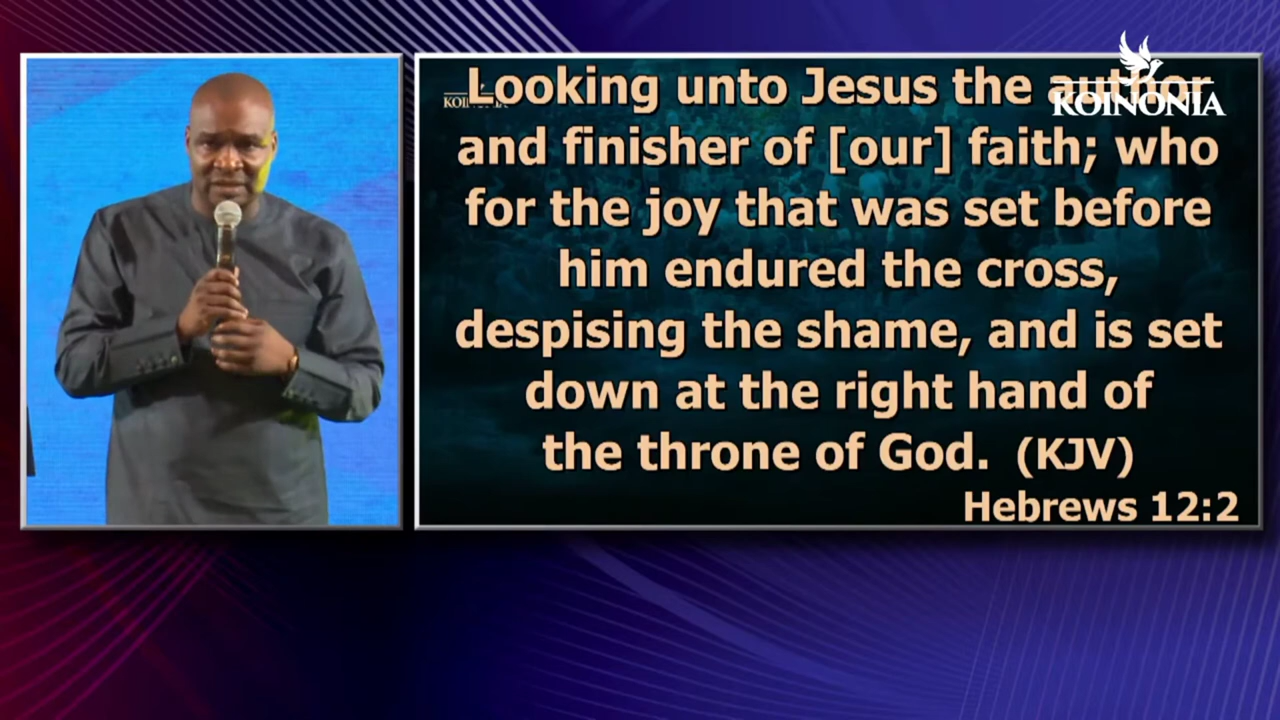 Looking unto Jesus the author
and finisher of [our] faith; who
for the joy that was set before
him endured the cross,
despising the shame, and is set
down at the right hand of
the throne of God. (KJV)
Hebrews 12:2
KOINONIA
KOINONIA